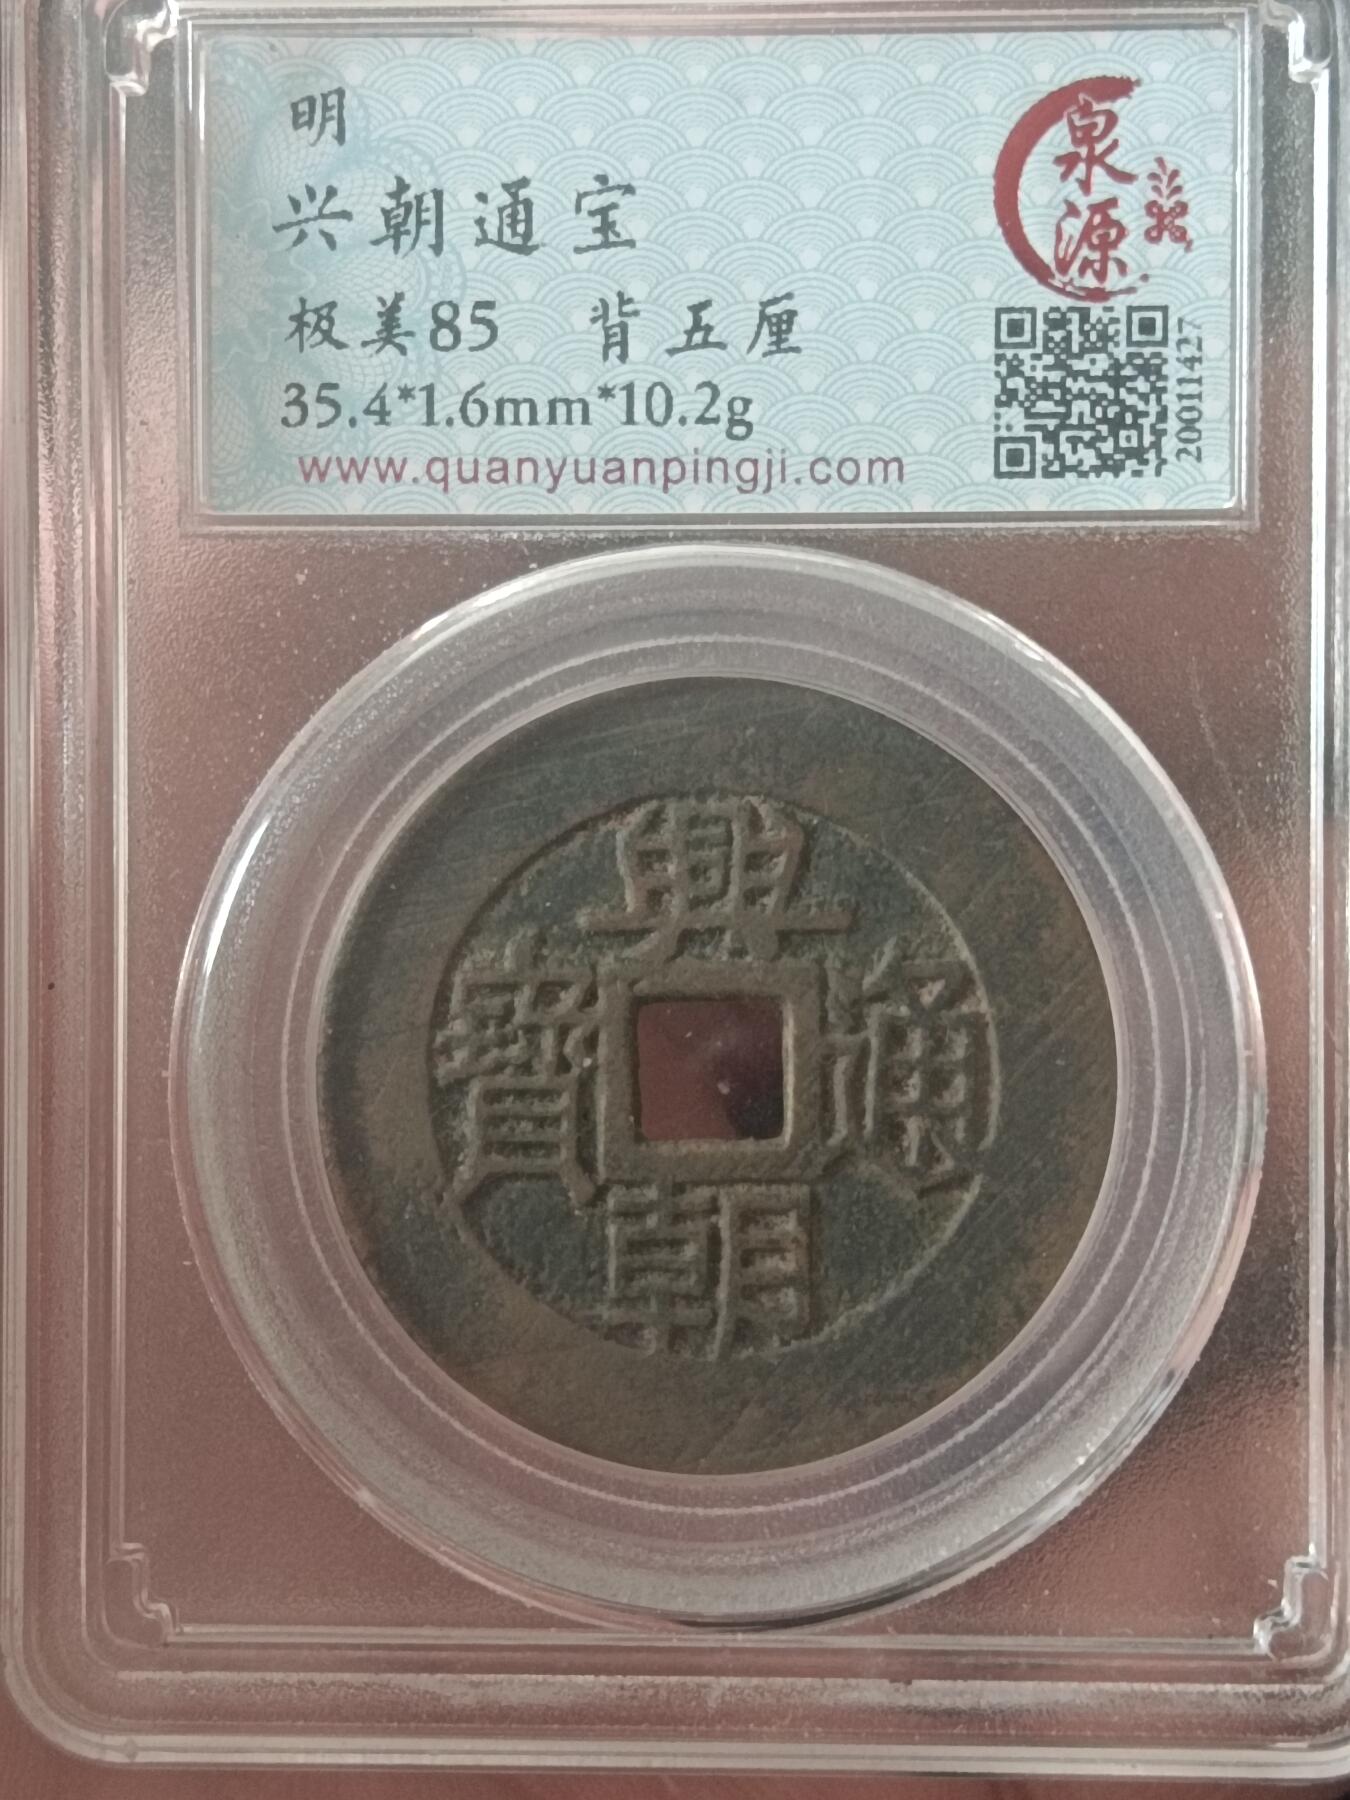 明
兴朝通宝
极美85 背五厘
35.4*1.6mm*10.2g
www.quanyuanpingji.com
泉源
20011427
興朝通寳